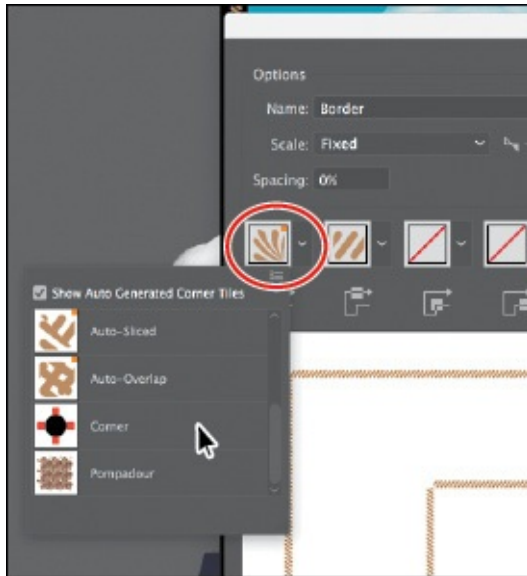 Options
Name: Border
Scale: Fixed
Spacing: 0%
Show Auto Generated Corner Tiles
Auto-Sliced
Auto-Overlap
Corner
Pompadour